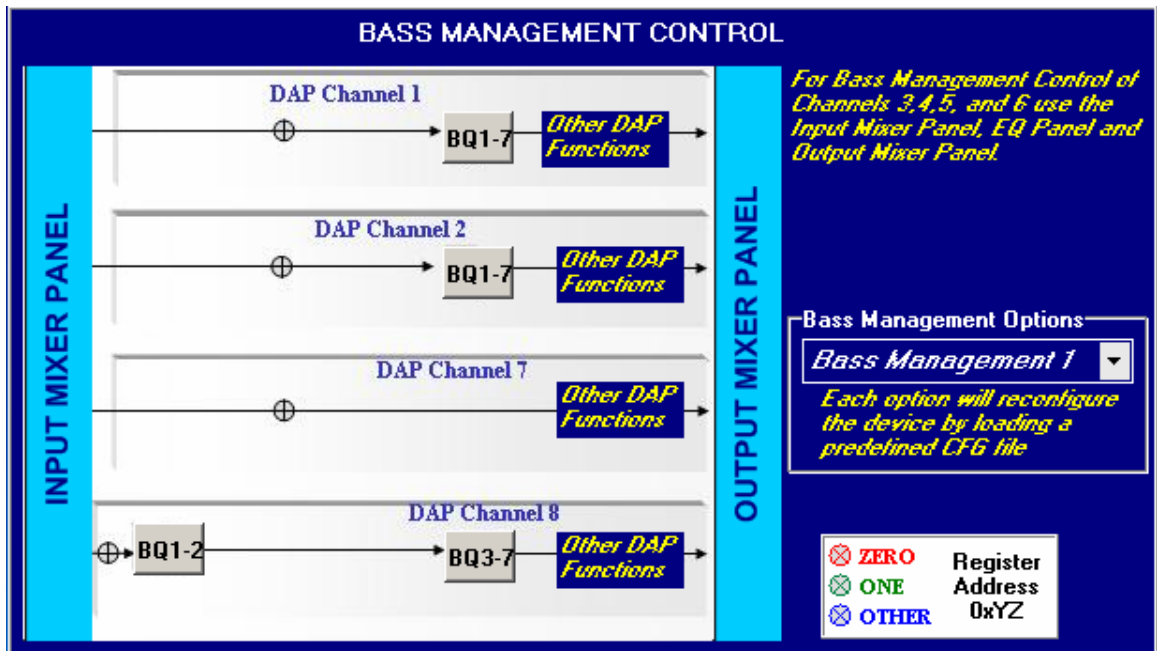 BASS MANAGEMENT CONTROL
INPUT MIXER PANEL
DAP Channel 1
BQ1-7
Other DAP
Functions
DAP Channel 2
BQ1-7
Other DAP
Functions
DAP Channel 7
Other DAP
Functions
DAP Channel 8
BQ1-2
BQ3-7
Other DAP
Functions
OUTPUT MIXER PANEL
For Bass Management Control of
Channels 3,4,5, and 6 use the
Input Mixer Panel, EQ Panel and
Output Mixer Panel.
Bass Management Options
Bass Management 1
Each option will reconfigure
the device by loading a
predefined CFG file
ZERO
ONE
OTHER
Register
Address
0xYZ